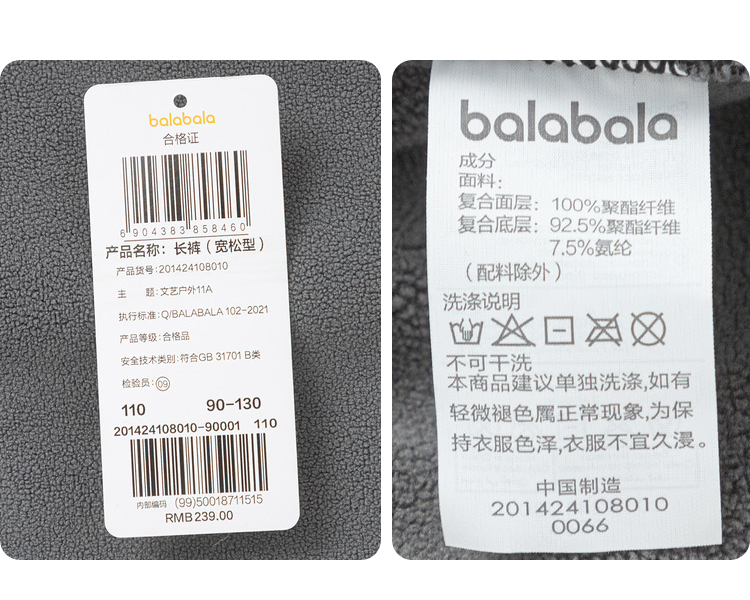 balabala
合格证
6 904383 858460
产品名称：长裤（宽松型）
产品货号:201424108010
主　题:文艺户外11A
执行标准:Q/BALABALA 102-2021
产品等级:合格品
安全技术类别:符合GB 31701 B类
检验员:09
110 90-130
201424108010-90001 110
内部编码 (99)50018711515
RMB239.00
balabala
成分
面料：
复合面层：100%聚酯纤维
复合底层：92.5%聚酯纤维
7.5%氨纶
（配料除外）
洗涤说明
不可干洗
本商品建议单独洗涤,如有
轻微褪色属正常现象,为保
持衣服色泽,衣服不宜久浸。
中国制造
201424108010
0066